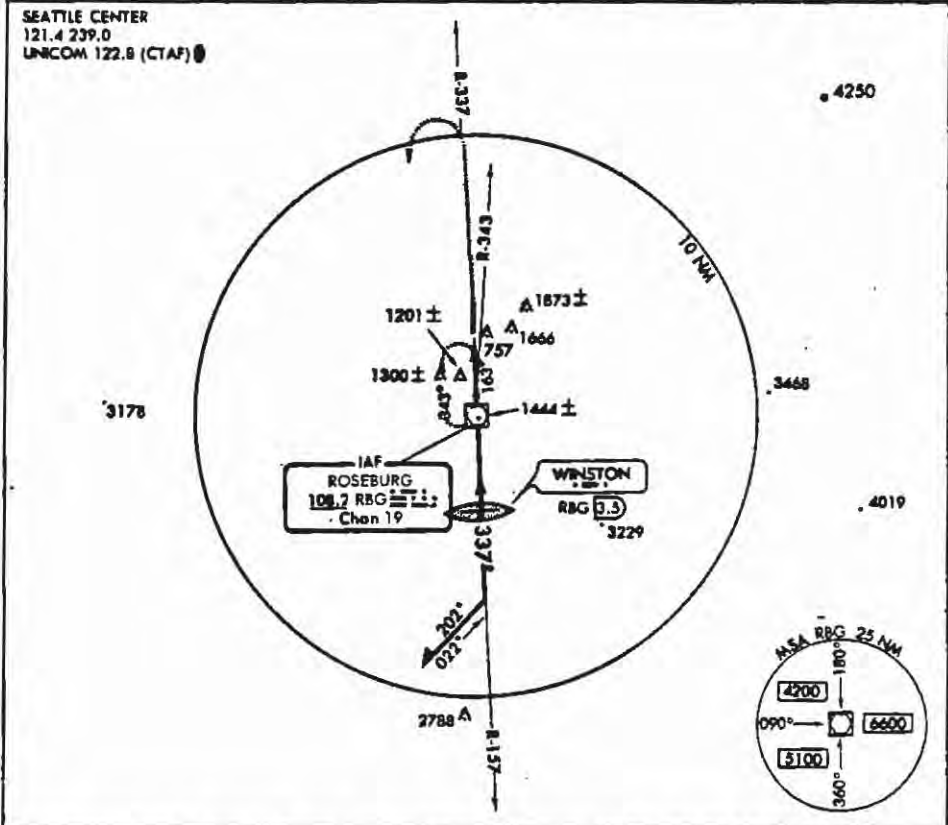 SEATTLE CENTER
121.4 239.0
UNICOM 122.8 (CTAF)
R-337
4250
R-343
10 NM
1873±
1201±
757
1666
1300±
163°
343°
1444±
3468
3178
IAF
ROSEBURG
108.2 RBG
Chan 19
WINSTON
RBG 3.5
3229
4019
337°
202°
022°
2788
R-157
MSA RBG 25 NM
180°
4200
090°
6600
5100
360°